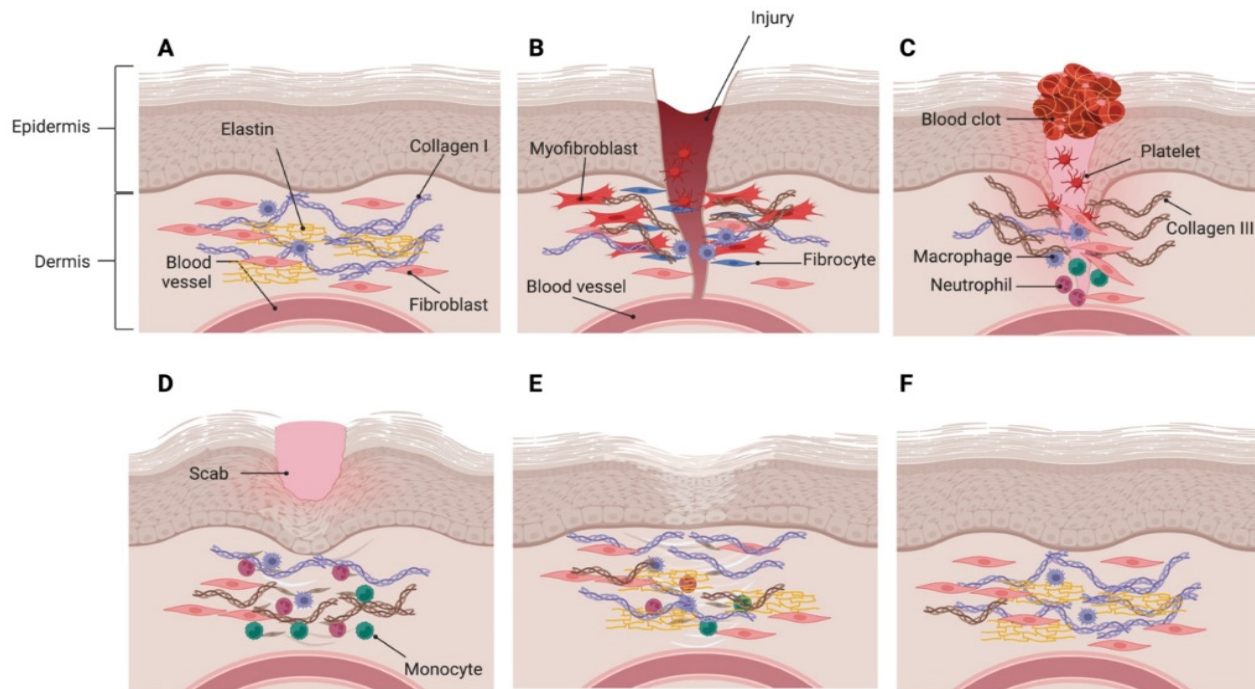 A
B
C
Injury
Epidermis
Elastin
Collagen I
Myofibroblast
Blood clot
Platelet
Dermis
Blood
vessel
Fibroblast
Blood vessel
Fibrocyte
Collagen III
Macrophage
Neutrophil
D
E
F
Scab
Monocyte